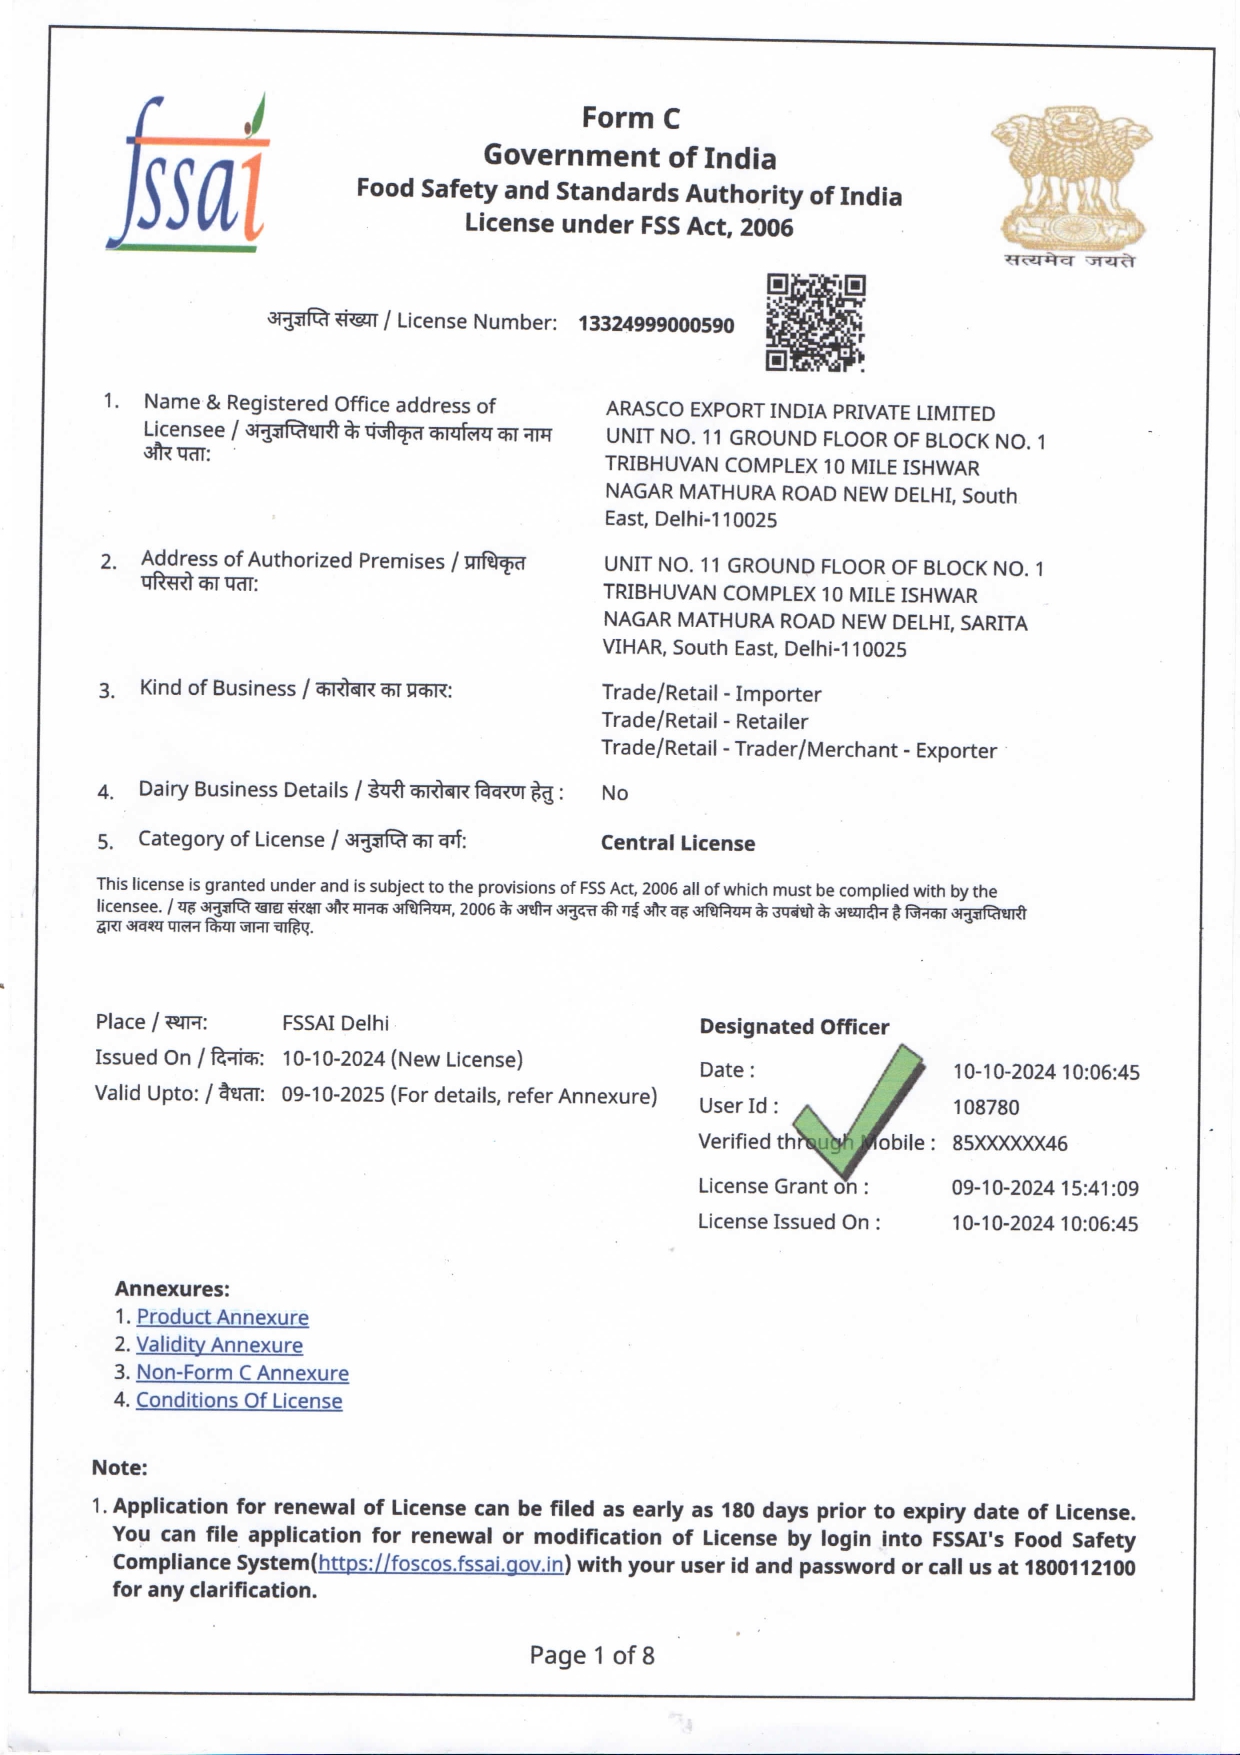 fssai
Form C
Government of India
Food Safety and Standards Authority of India
License under FSS Act, 2006
सत्यमेव जयते
अनुज्ञप्ति संख्या / License Number: 13324999000590
1. Name & Registered Office address of
Licensee / अनुज्ञप्तिधारी के पंजीकृत कार्यालय का नाम
और पता:
ARASCO EXPORT INDIA PRIVATE LIMITED
UNIT NO. 11 GROUND FLOOR OF BLOCK NO. 1
TRIBHUVAN COMPLEX 10 MILE ISHWAR
NAGAR MATHURA ROAD NEW DELHI, South
East, Delhi-110025
2. Address of Authorized Premises / प्राधिकृत
परिसरो का पता:
UNIT NO. 11 GROUND FLOOR OF BLOCK NO. 1
TRIBHUVAN COMPLEX 10 MILE ISHWAR
NAGAR MATHURA ROAD NEW DELHI, SARITA
VIHAR, South East, Delhi-110025
3. Kind of Business / कारोबार का प्रकार:
Trade/Retail - Importer
Trade/Retail - Retailer
Trade/Retail - Trader/Merchant - Exporter
4. Dairy Business Details / डेयरी कारोबार विवरण हेतु : No
5. Category of License / अनुज्ञप्ति का वर्ग: Central License
This license is granted under and is subject to the provisions of FSS Act, 2006 all of which must be complied with by the
licensee. / यह अनुज्ञप्ति खाद्य संरक्षा और मानक अधिनियम, 2006 के अधीन अनुदत्त की गई और वह अधिनियम के उपबंधो के अध्यादीन है जिनका अनुज्ञप्तिधारी
द्वारा अवश्य पालन किया जाना चाहिए.
Place / स्थान: FSSAI Delhi
Issued On / दिनांक: 10-10-2024 (New License)
Valid Upto: / वैधता: 09-10-2025 (For details, refer Annexure)
Designated Officer
Date : 10-10-2024 10:06:45
User Id : 108780
Verified through Mobile : 85XXXXXX46
License Grant on : 09-10-2024 15:41:09
License Issued On : 10-10-2024 10:06:45
Annexures:
1. Product Annexure
2. Validity Annexure
3. Non-Form C Annexure
4. Conditions Of License
Note:
1. Application for renewal of License can be filed as early as 180 days prior to expiry date of License.
You can file application for renewal or modification of License by login into FSSAI's Food Safety
Compliance System(https://foscos.fssai.gov.in) with your user id and password or call us at 1800112100
for any clarification.
Page 1 of 8